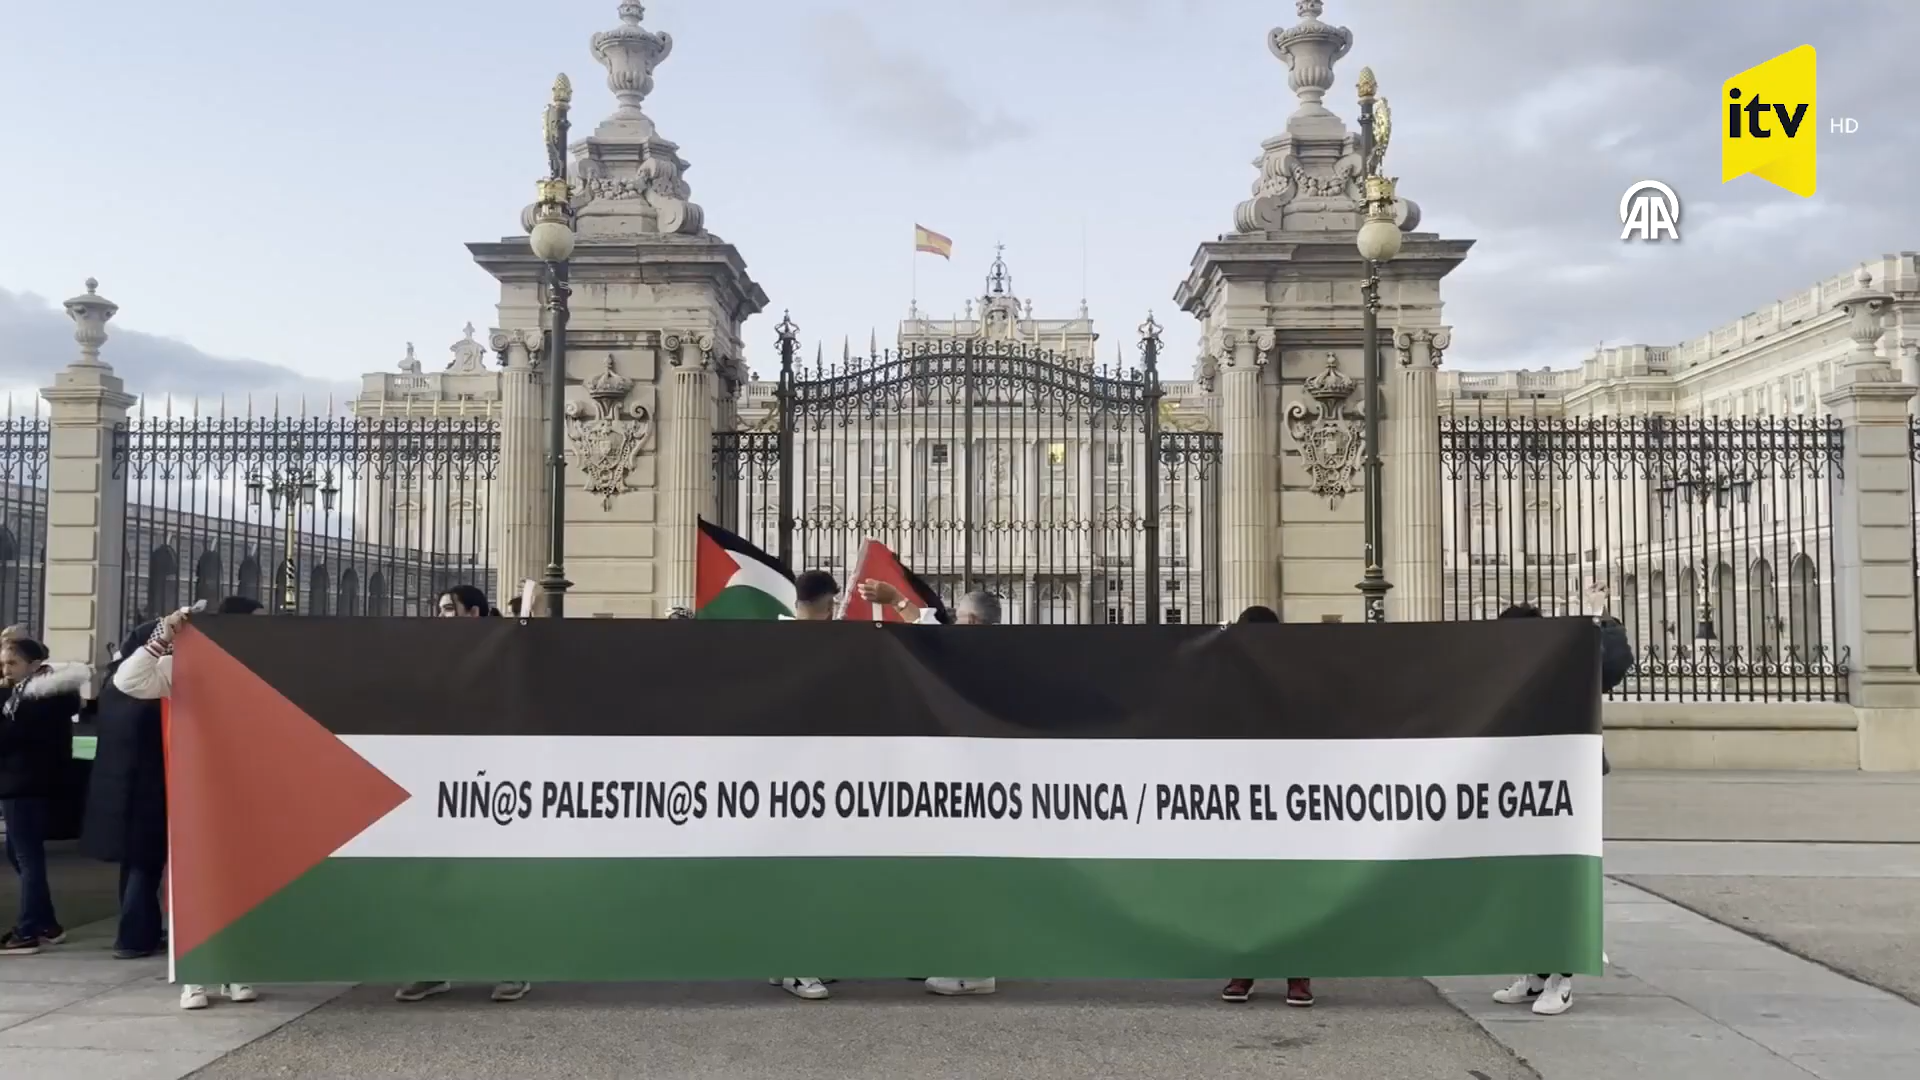 itv HD
AA
NIÑ@S PALESTIN@S NO HOS OLVIDAREMOS NUNCA / PARAR EL GENOCIDIO DE GAZA